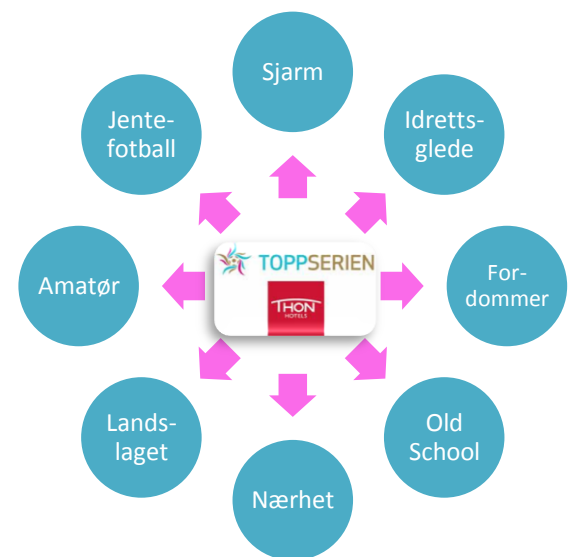 Sjarm
Jente-
fotball
Idretts-
glede
TOPPSERIEN
THON
HOTELS
Amatør
For-
dommer
Lands-
laget
Old
School
Nærhet